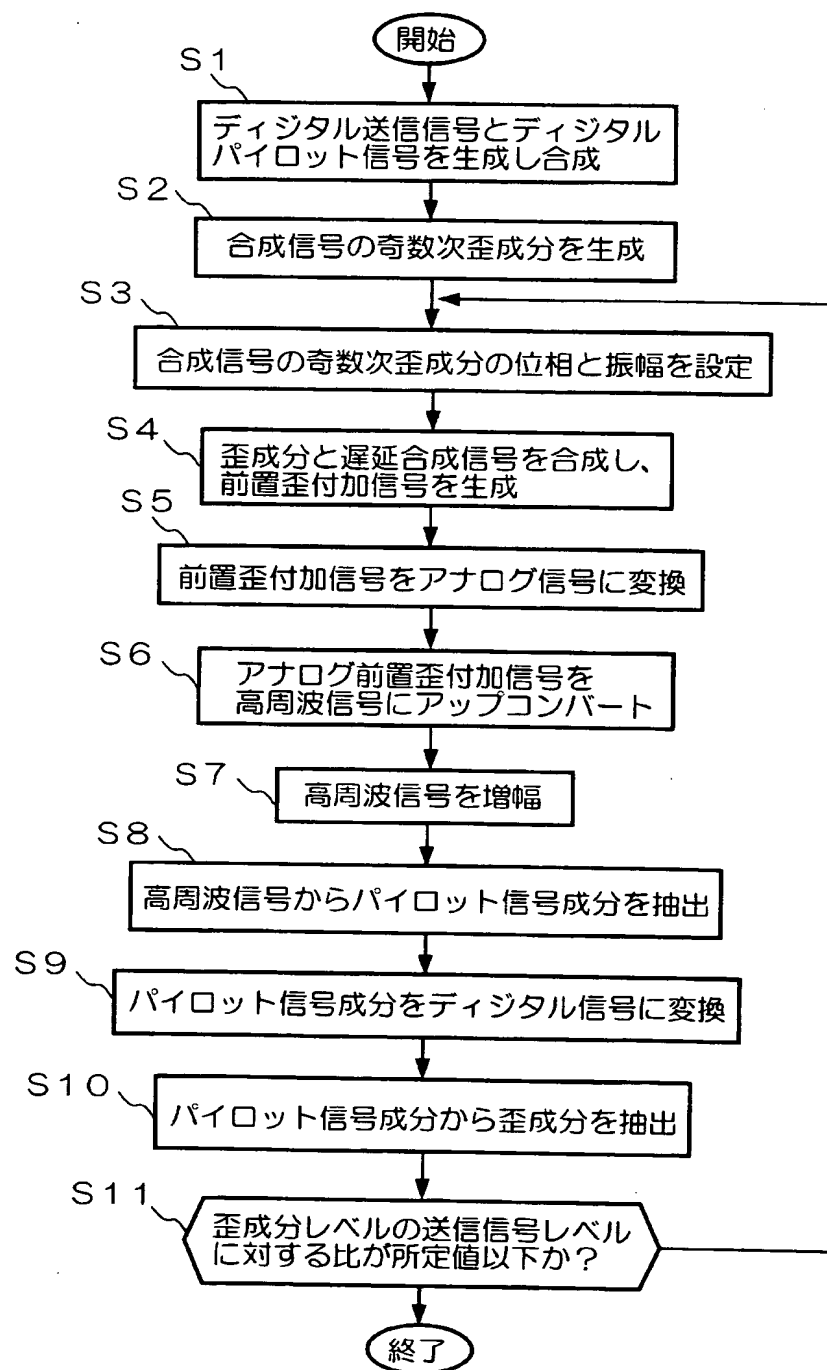 開始
S1
ディジタル送信信号とディジタル
パイロット信号を生成し合成
S2
合成信号の奇数次歪成分を生成
S3
合成信号の奇数次歪成分の位相と振幅を設定
S4
歪成分と遅延合成信号を合成し、
前置歪付加信号を生成
S5
前置歪付加信号をアナログ信号に変換
S6
アナログ前置歪付加信号を
高周波信号にアップコンバート
S7
高周波信号を増幅
S8
高周波信号からパイロット信号成分を抽出
S9
パイロット信号成分をディジタル信号に変換
S10
パイロット信号成分から歪成分を抽出
S11
歪成分レベルの送信信号レベル
に対する比が所定値以下か？
終了